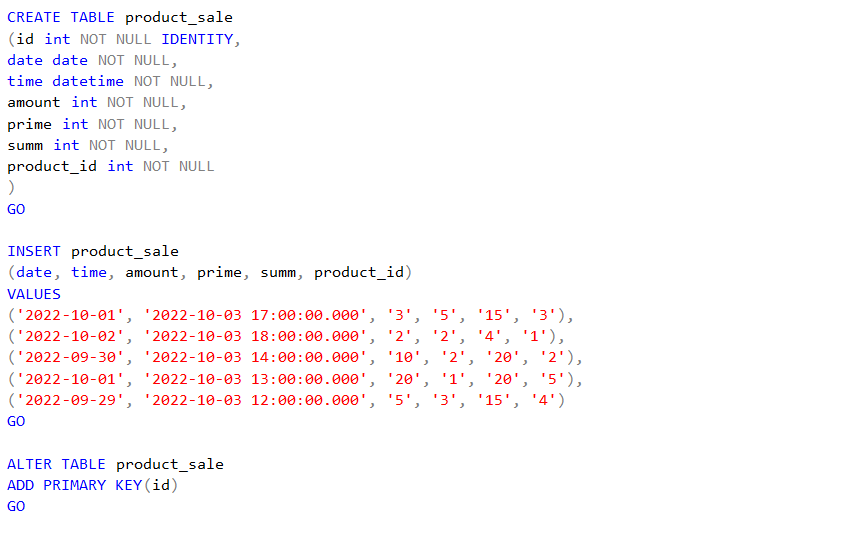 CREATE TABLE product_sale
(id int NOT NULL IDENTITY,
date date NOT NULL,
time datetime NOT NULL,
amount int NOT NULL,
prime int NOT NULL,
summ int NOT NULL,
product_id int NOT NULL
)
GO
INSERT product_sale
(date, time, amount, prime, summ, product_id)
VALUES
('2022-10-01', '2022-10-03 17:00:00.000', '3', '5', '15', '3'),
('2022-10-02', '2022-10-03 18:00:00.000', '2', '2', '4', '1'),
('2022-09-30', '2022-10-03 14:00:00.000', '10', '2', '20', '2'),
('2022-10-01', '2022-10-03 13:00:00.000', '20', '1', '20', '5'),
('2022-09-29', '2022-10-03 12:00:00.000', '5', '3', '15', '4')
GO
ALTER TABLE product_sale
ADD PRIMARY KEY(id)
GO